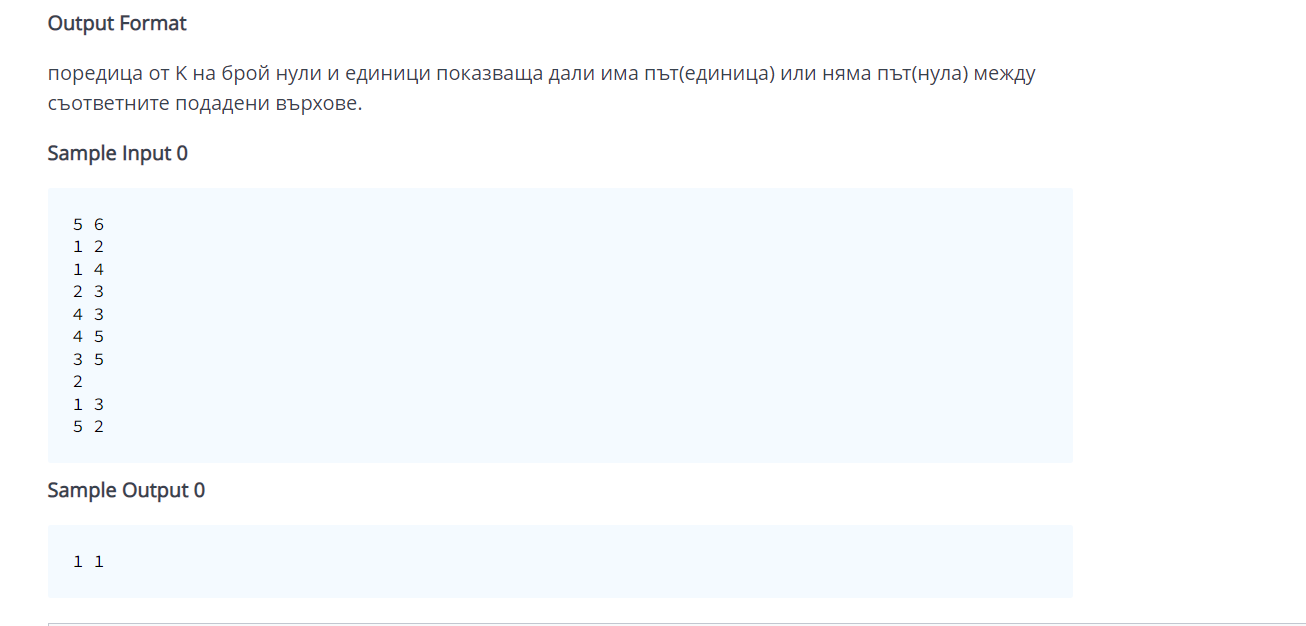 Output Format
поредица от K на брой нули и единици показваща дали има път(единица) или няма път(нула) между
съответните подадени върхове.
Sample Input 0
5 6
1 2
1 4
2 3
4 3
4 5
3 5
2
1 3
5 2
Sample Output 0
1 1